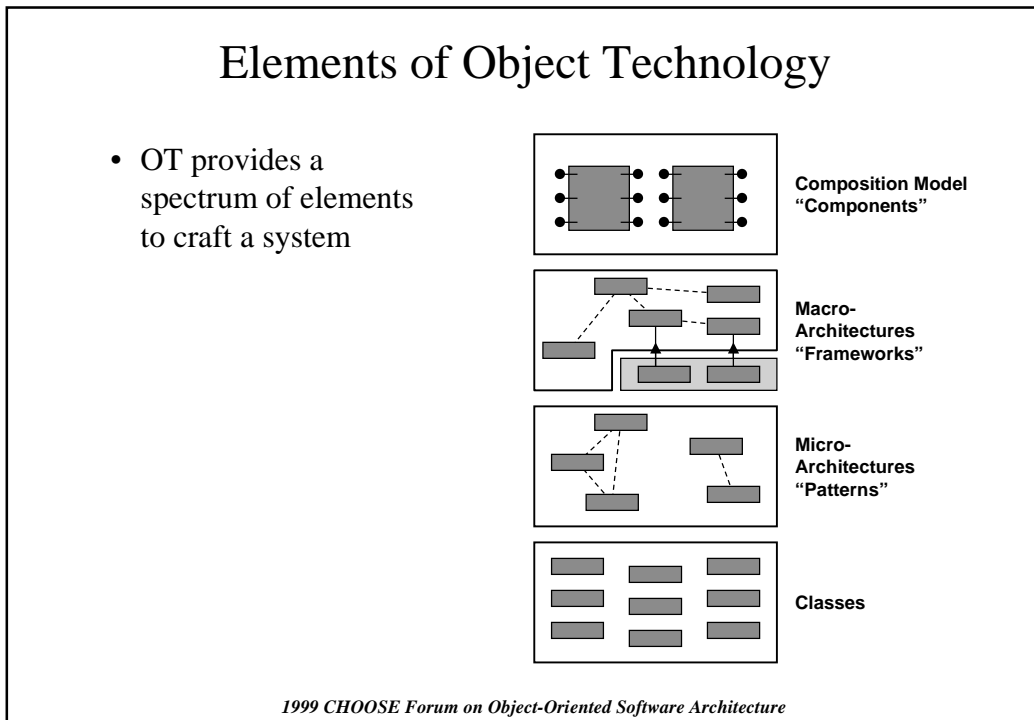 Elements of Object Technology
• OT provides a
spectrum of elements
to craft a system
Composition Model
“Components”
Macro-
Architectures
“Frameworks”
Micro-
Architectures
“Patterns”
Classes
1999 CHOOSE Forum on Object-Oriented Software Architecture